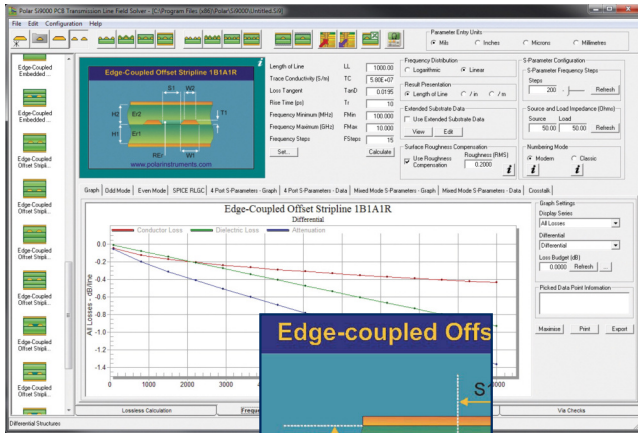 Polar Si9000 PCB Transmission Line Field Solver - [C:\Program Files (x86)\Polar\Si9000\Untitled.Si9]
File Edit Configuration Help
Parameter Entry Units
Mils Inches Microns Millimetres
Edge-Coupled
Embedded ...
Edge-Coupled
Embedded ...
Edge-Coupled
Offset Stripli...
Edge-Coupled
Offset Stripli...
Edge-Coupled
Offset Stripli...
Edge-Coupled
Offset Stripli...
Edge-Coupled
Offset Stripli...
Edge-Coupled
Offset Stripli...
Edge-Coupled Offset Stripline 1B1A1R
S1 W2
H2 Er2 T1
H1 Er1
REr W1
www.polarinstruments.com
Length of Line LL 1000.00
Trace Conductivity (S/m) TC 5.80E+07
Loss Tangent TanD 0.0195
Rise Time (ps) Tr 10
Frequency Minimum (MHz) FMin 100.000
Frequency Maximum (GHz) FMax 10.000
Frequency Steps FSteps 15
Set... Calculate
Frequency Distribution
Logarithmic Linear
Result Presentation
Length of Line / in / m
Extended Substrate Data
Use Extended Substrate Data
View Edit
Surface Roughness Compensation
Use Roughness Compensation
Roughness (RMS)
0.2000
S-Parameter Configuration
S-Parameter Frequency Steps
Steps
200 Refresh
Source and Load Impedance (Ohms)
Source Load
50.00 50.00 Refresh
Numbering Mode
Modern Classic
Graph Odd Mode Even Mode SPICE RLGC 4 Port S-Parameters - Graph 4 Port S-Parameters - Data Mixed Mode S-Parameters - Graph Mixed Mode S-Parameters - Data Crosstalk
Edge-Coupled Offset Stripline 1B1A1R
Differential
Conductor Loss Dielectric Loss Attenuation
All Losses - dB/line
0.0
-0.2
-0.4
-0.6
-0.8
-1.0
-1.2
-1.4
0 1000 2000 3000 4000
Graph Settings
Display Series
All Losses
Differential
Differential
Loss Budget (dB)
0.0000 Refresh ...
Picked Data Point Information
Maximise Print Export
Edge-coupled Offs
S
Lossless Calculation
Via Checks
Differential Structures